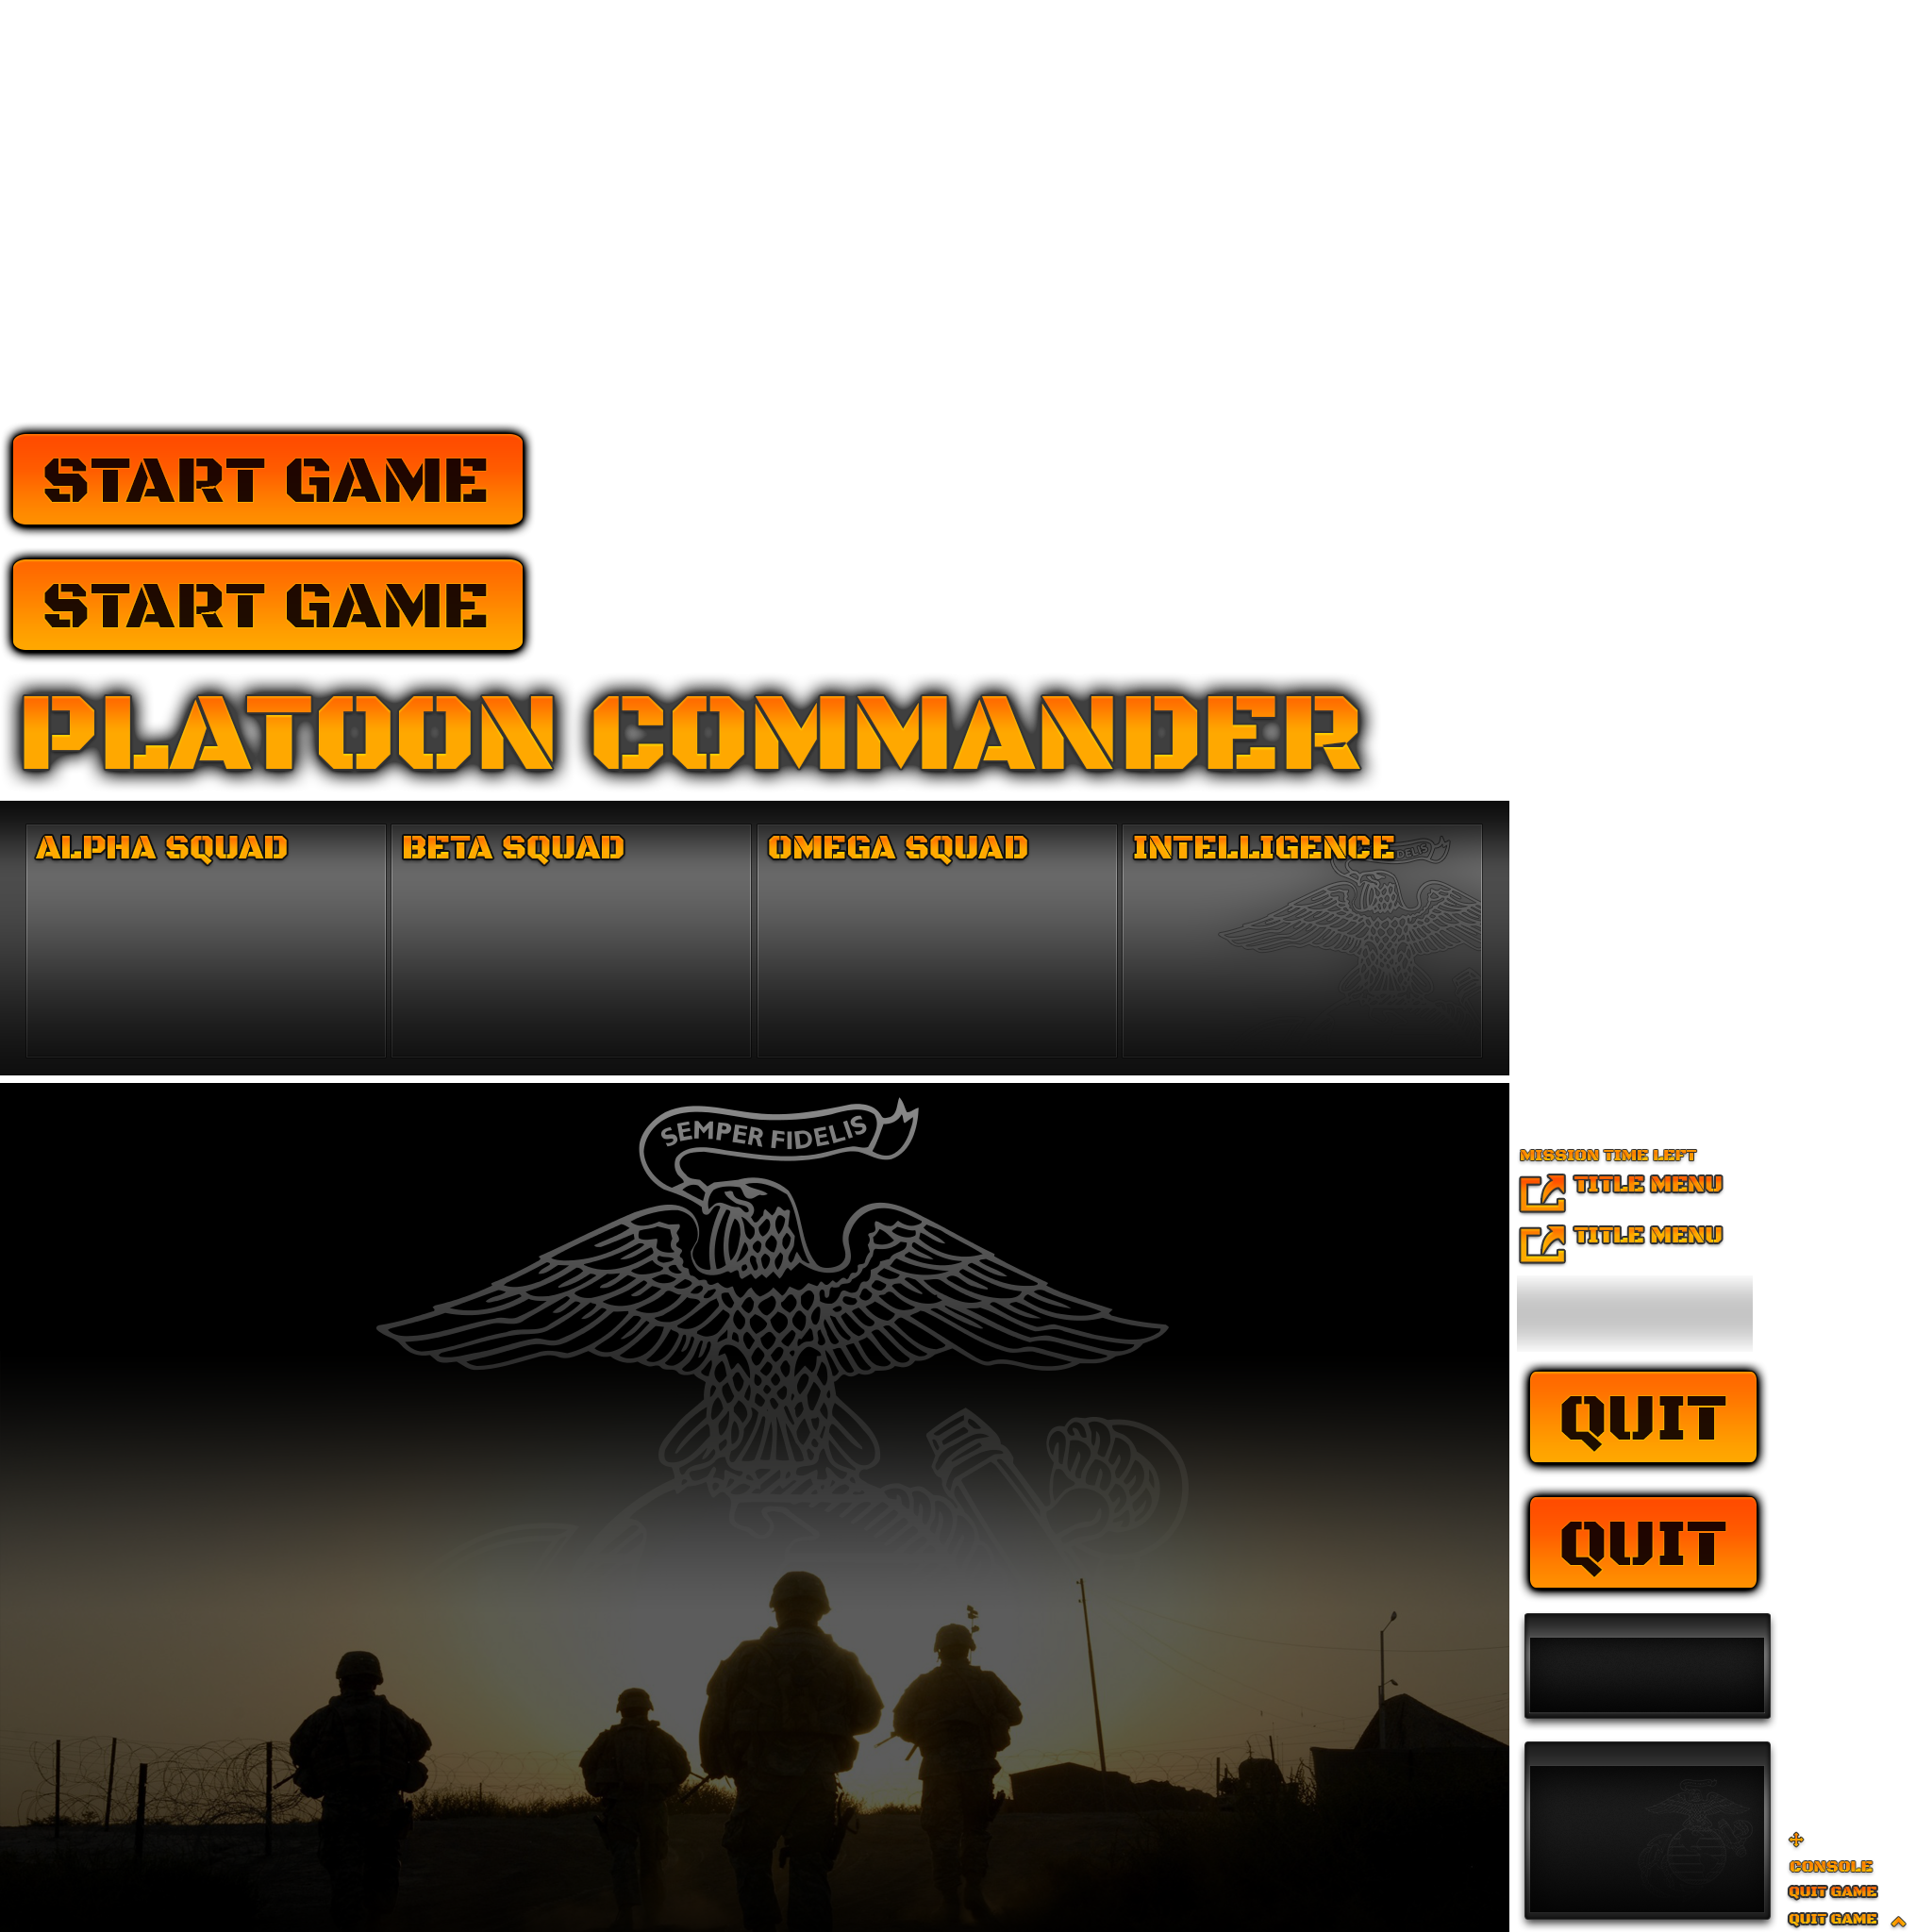 START GAME
START GAME
PLATOON COMMANDER
ALPHA SQUAD
BETA SQUAD
OMEGA SQUAD
INTELLIGENCE
FIDELIS
SEMPER FIDELIS
MISSION TIME LEFT
TITLE MENU
TITLE MENU
QUIT
QUIT
CONSOLE
QUIT GAME
QUIT GAME